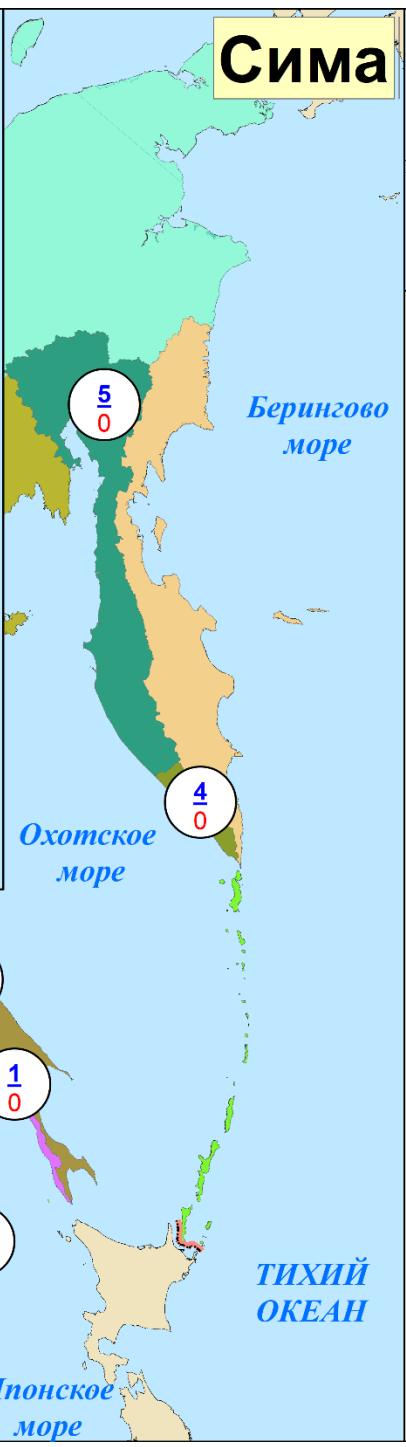 Сима
5
0
Берингово
море
4
0
Охотское
море
1
0
ТИХИЙ
ОКЕАН
Японское
море